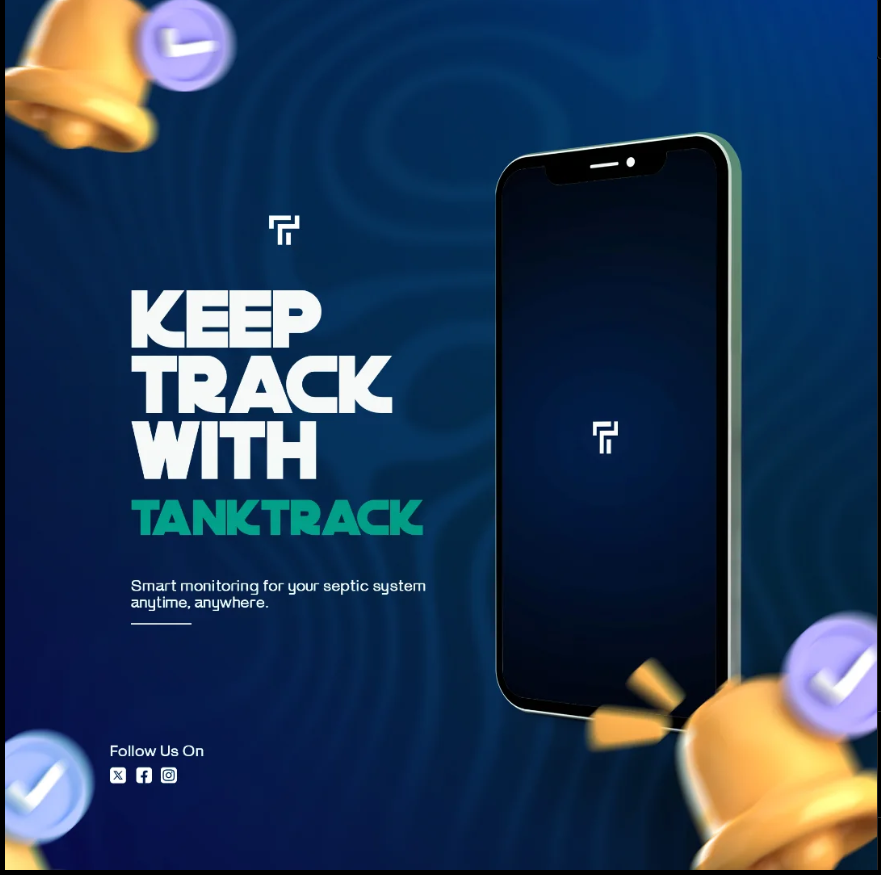 KEEP
TRACK
WITH
TANKTRACK
Smart monitoring for your septic system
anytime, anywhere.
Follow Us On